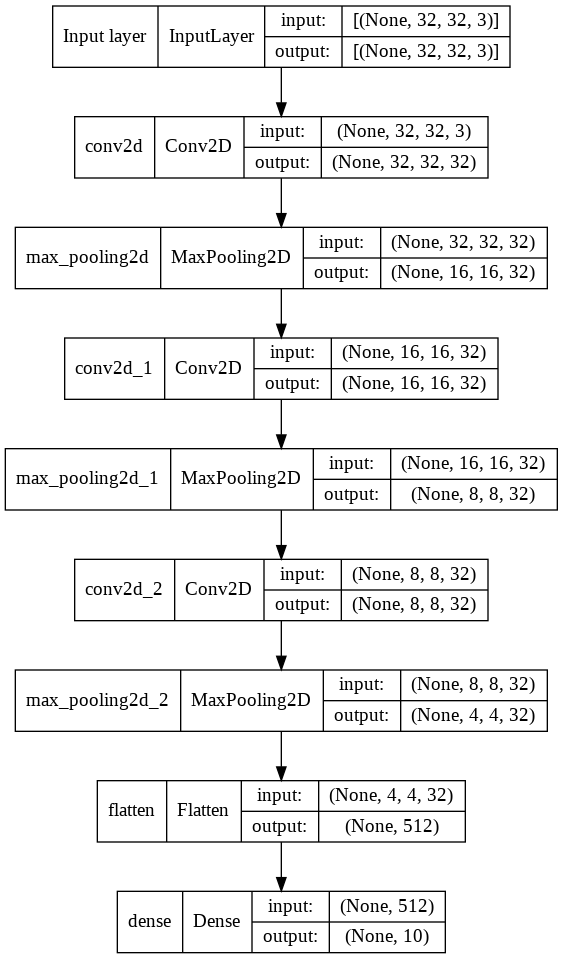 Input layer InputLayer input: [(None, 32, 32, 3)]
output: [(None, 32, 32, 3)]
conv2d Conv2D input: (None, 32, 32, 3)
output: (None, 32, 32, 32)
max_pooling2d MaxPooling2D input: (None, 32, 32, 32)
output: (None, 16, 16, 32)
conv2d_1 Conv2D input: (None, 16, 16, 32)
output: (None, 16, 16, 32)
max_pooling2d_1 MaxPooling2D input: (None, 16, 16, 32)
output: (None, 8, 8, 32)
conv2d_2 Conv2D input: (None, 8, 8, 32)
output: (None, 8, 8, 32)
max_pooling2d_2 MaxPooling2D input: (None, 8, 8, 32)
output: (None, 4, 4, 32)
flatten Flatten input: (None, 4, 4, 32)
output: (None, 512)
dense Dense input: (None, 512)
output: (None, 10)